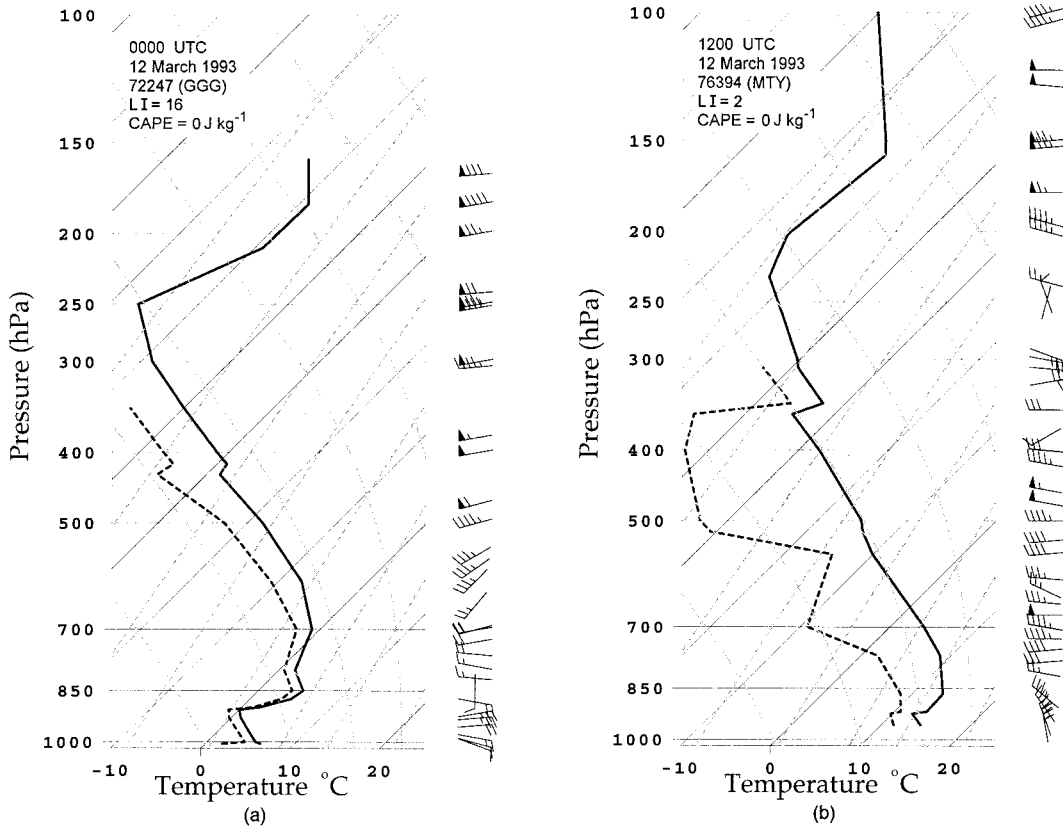 100
0000 UTC
12 March 1993
72247 (GGG)
LI = 16
CAPE = 0 J kg-1
150
200
250
300
400
500
700
850
1000
Pressure (hPa)
-10
0
10
20
Temperature °C
(a)
100
1200 UTC
12 March 1993
76394 (MTY)
LI = 2
CAPE = 0 J kg-1
150
200
250
300
400
500
700
850
1000
Pressure (hPa)
-10
0
10
20
Temperature °C
(b)